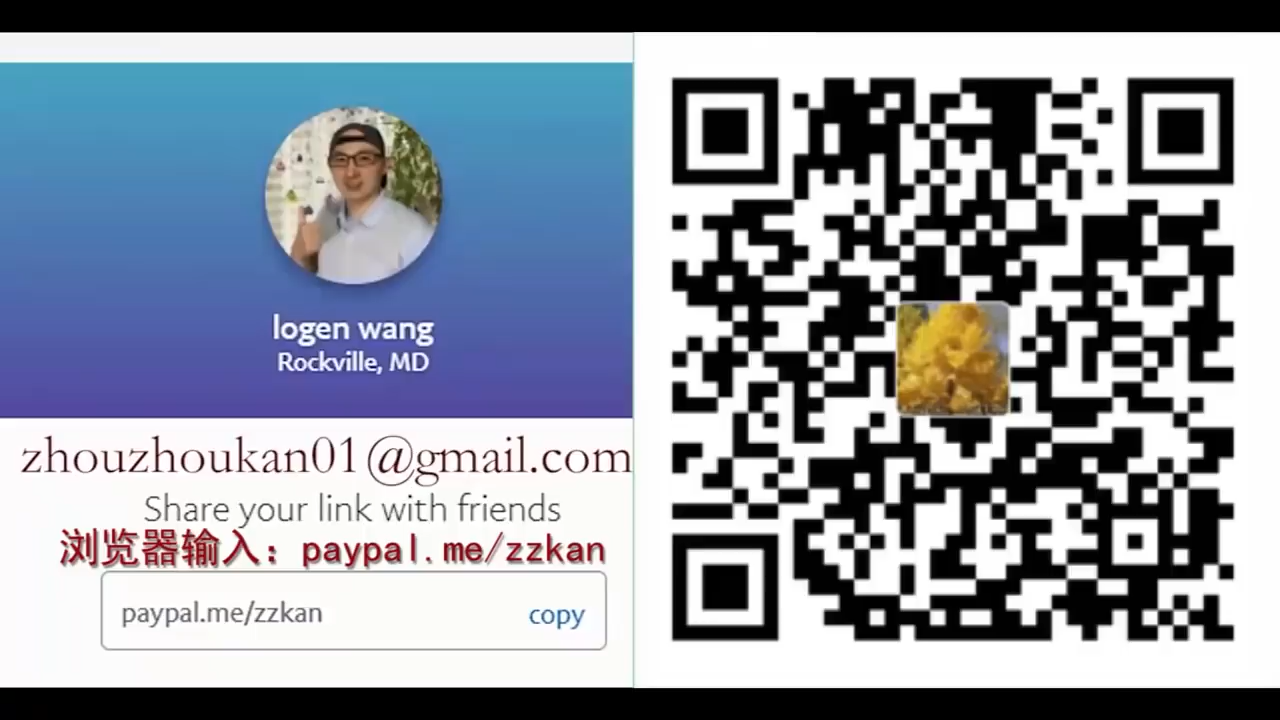 logen wang
Rockville, MD
zhouzhoukan01@gmail.com
Share your link with friends
浏览器输入：paypal.me/zzkan
paypal.me/zzkan
copy